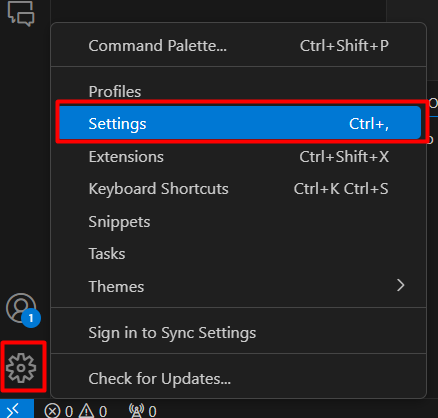 Command Palette... Ctrl+Shift+P
Profiles
Settings Ctrl+,
Extensions Ctrl+Shift+X
Keyboard Shortcuts Ctrl+K Ctrl+S
Snippets
Tasks
Themes
1
Sign in to Sync Settings
Check for Updates...
0 0 0